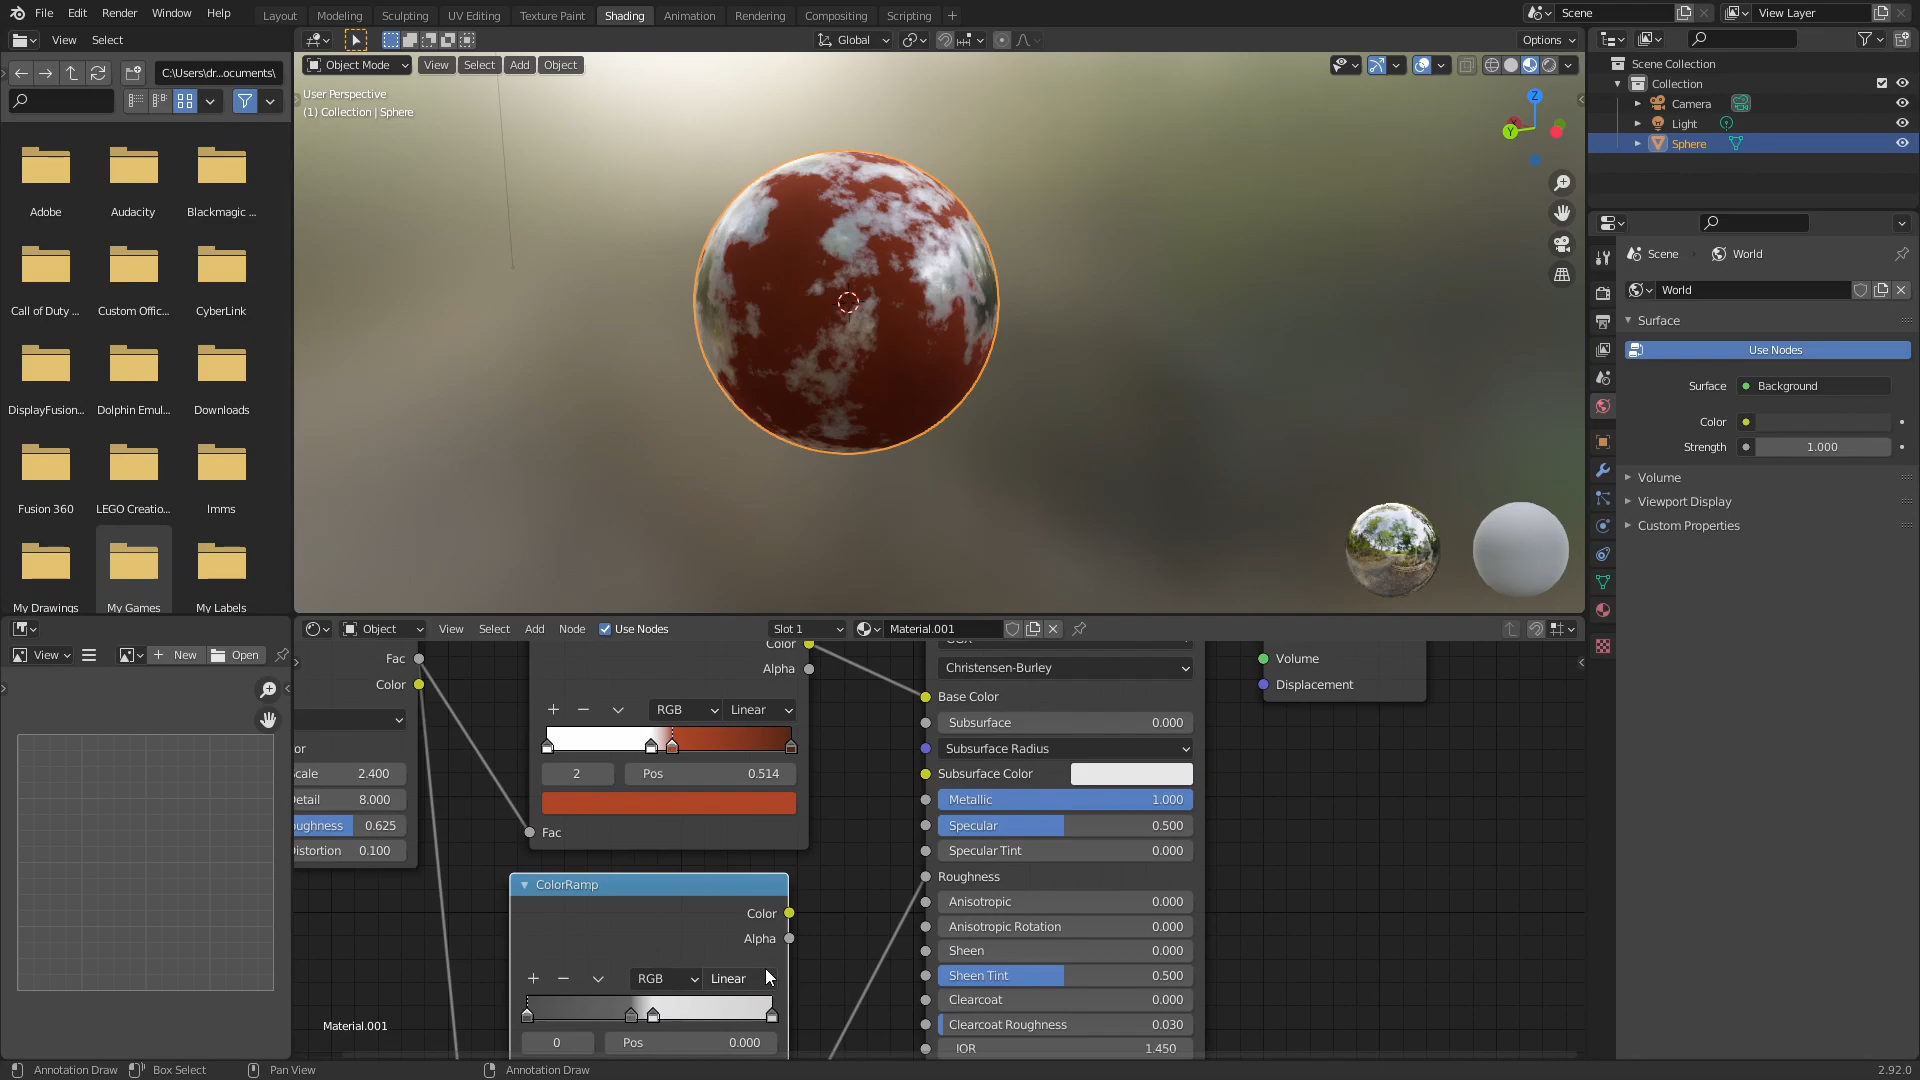 File Edit Render Window Help Layout Modeling Sculpting UV Editing Texture Paint Shading Animation Rendering Compositing Scripting + Scene View Layer
View Select Global Options
C:\Users\dr...ocuments\
Object Mode View Select Add Object
User Perspective
(1) Collection | Sphere
Z
Y
X
Adobe Audacity Blackmagic ...
Call of Duty ... Custom Offic... CyberLink
DisplayFusion... Dolphin Emul... Downloads
Fusion 360 LEGO Creatio... lmms
My Drawings My Games My Labels
Scene Collection
Collection
Camera
Light
Sphere
Scene World
World
Surface
Use Nodes
Surface Background
Color
Strength 1.000
Volume
Viewport Display
Custom Properties
View New Open
Object View Select Add Node Use Nodes Slot 1 Material.001
Fac
Color
or
cale 2.400
Detail 8.000
oughness 0.625
Distortion 0.100
Color
Alpha
RGB Linear
2 Pos 0.514
Fac
ColorRamp
Color
Alpha
RGB Linear
0 Pos 0.000
Christensen-Burley
Base Color
Subsurface 0.000
Subsurface Radius
Subsurface Color
Metallic 1.000
Specular 0.500
Specular Tint 0.000
Roughness
Anisotropic 0.000
Anisotropic Rotation 0.000
Sheen 0.000
Sheen Tint 0.500
Clearcoat 0.000
Clearcoat Roughness 0.030
IOR 1.450
Volume
Displacement
Material.001
Annotation Draw Box Select Pan View Annotation Draw 2.92.0